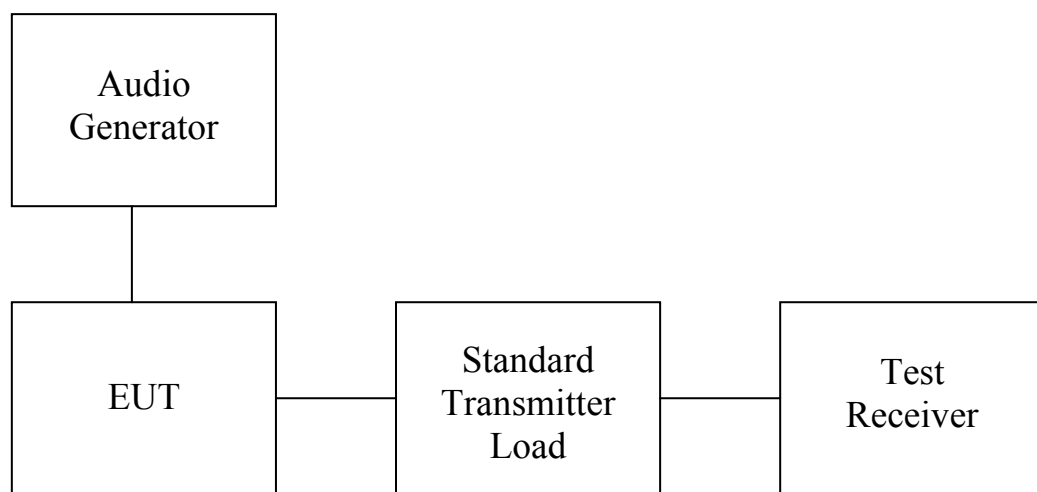 Audio
Generator
EUT
Standard
Transmitter
Load
Test
Receiver